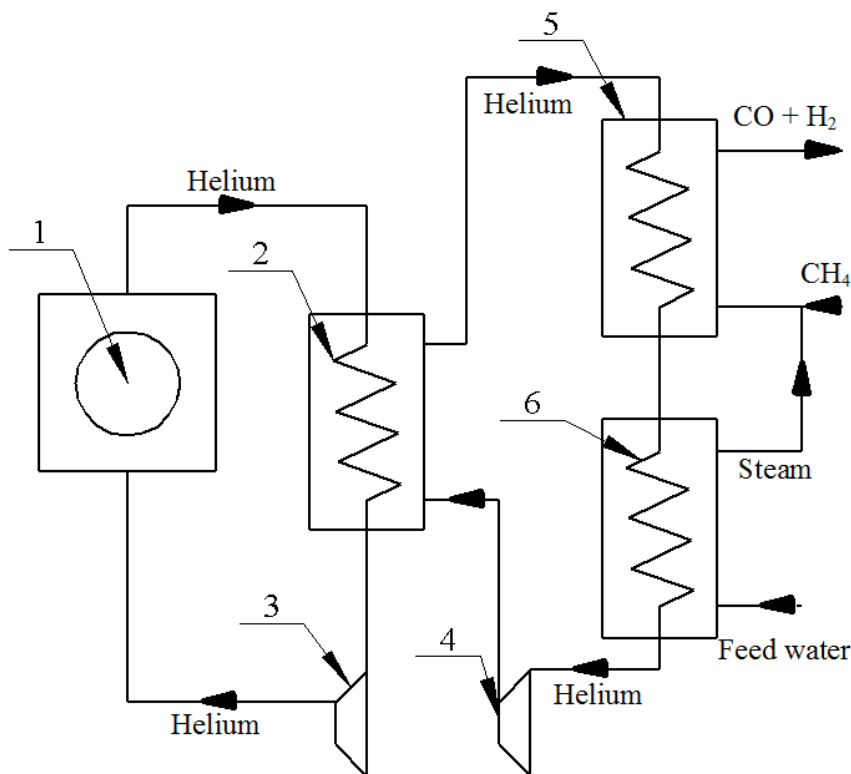 5
Helium
CO + H₂
Helium
1
2
CH₄
6
Steam
3
4
Feed water
Helium
Helium